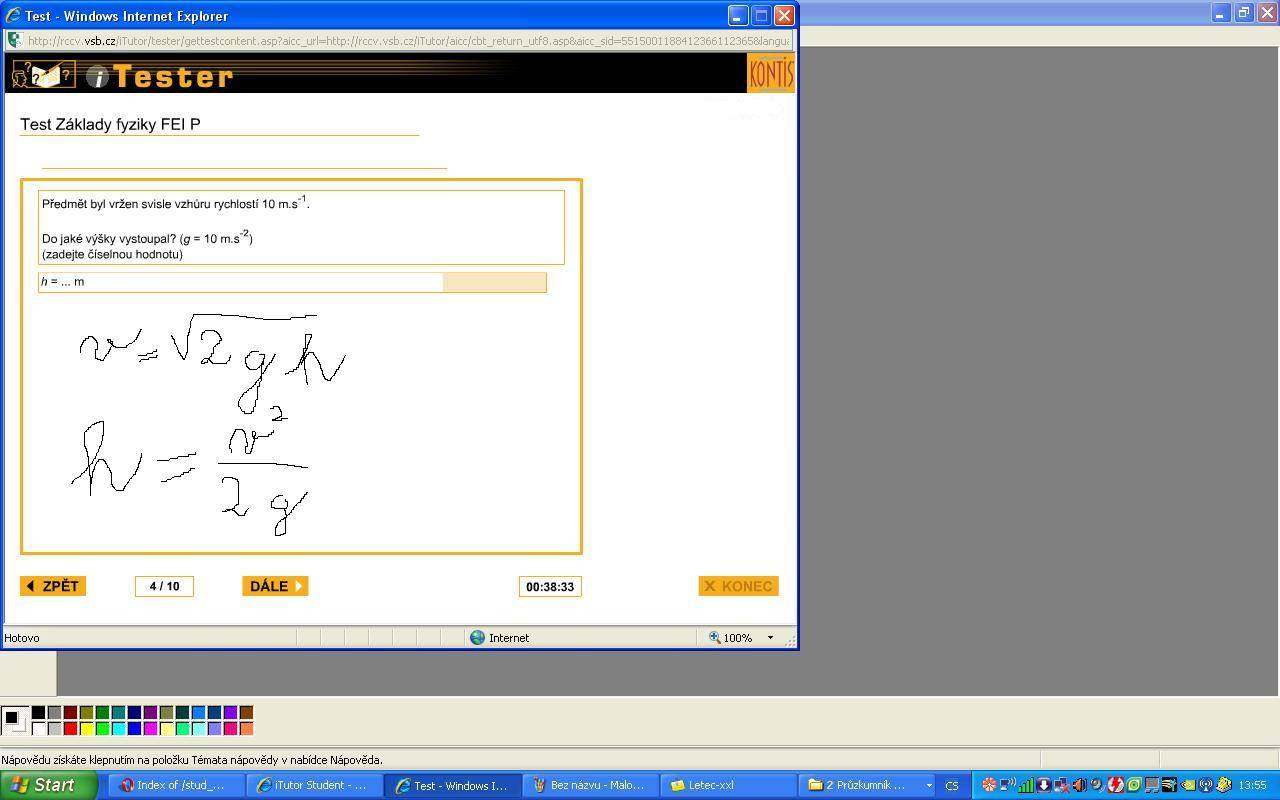 Test - Windows Internet Explorer
http://rccv.vsb.cz/iTutor/tester/gettestcontent.asp?aicc_url=http://rccv.vsb.cz/iTutor/aicc/cbt_return_utf8.asp&aicc_sid=55150011884123661123​65&langua
i Tester
KONTIS
Test Základy fyziky FEI P
Předmět byl vržen svisle vzhůru rychlostí 10 m.s⁻¹.
Do jaké výšky vystoupal? (g = 10 m.s⁻²)
(zadejte číselnou hodnotu)
h = ... m
v = √2gh
h = v²/2g
ZPĚT 4 / 10 DÁLE 00:38:33 X KONEC
Hotovo Internet 100%
Nápovědu získáte klepnutím na položku Témata nápovědy v nabídce Nápověda.
Start Index of /stud_... iTutor Student - ... Test - Windows I... Bez názvu - Malo... Letec-xxl 2 Průzkumník ... CS 13:55